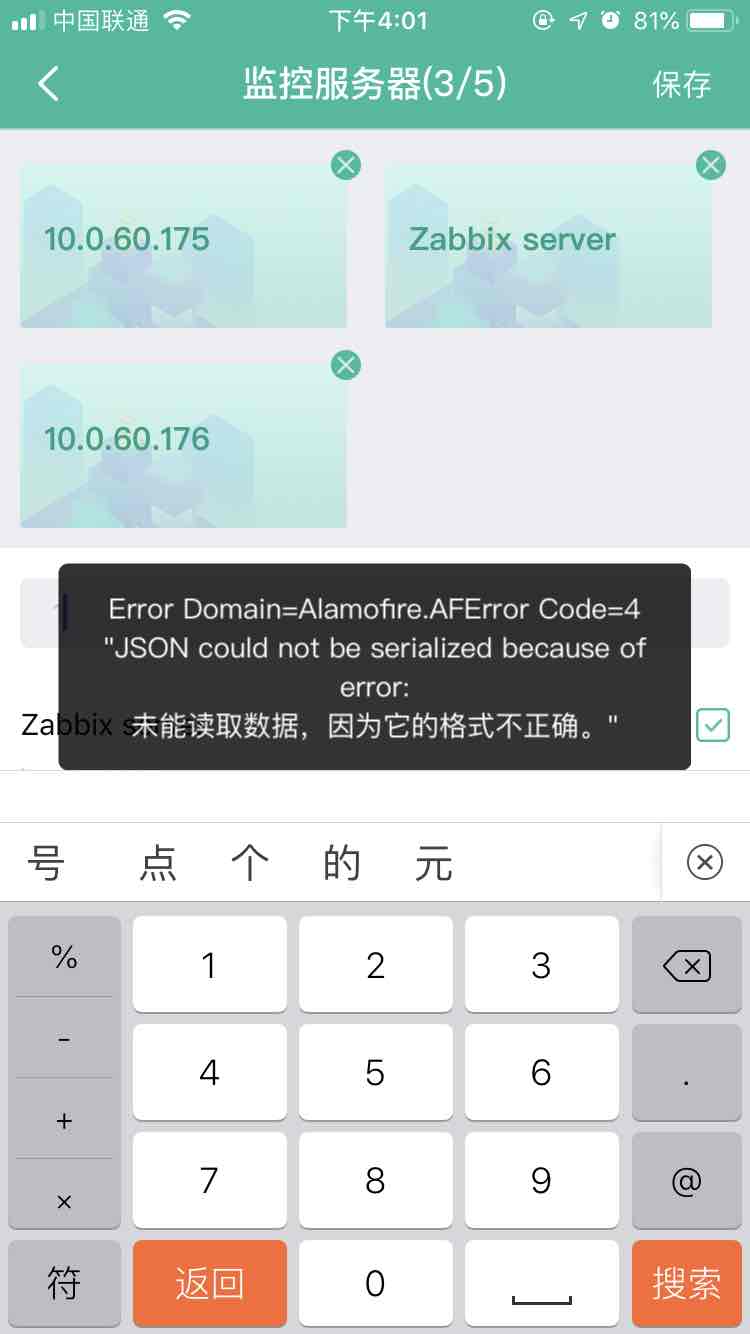 中国联通 下午4:01 81%
监控服务器(3/5) 保存
10.0.60.175 Zabbix server
10.0.60.176
Error Domain=Alamofire.AFError Code=4
"JSON could not be serialized because of
error:
未能读取数据，因为它的格式不正确。"
Zabbix s
号 点 个 的 元
% 1 2 3
- 4 5 6 .
+
7 8 9 @
×
符 返回 0 搜索